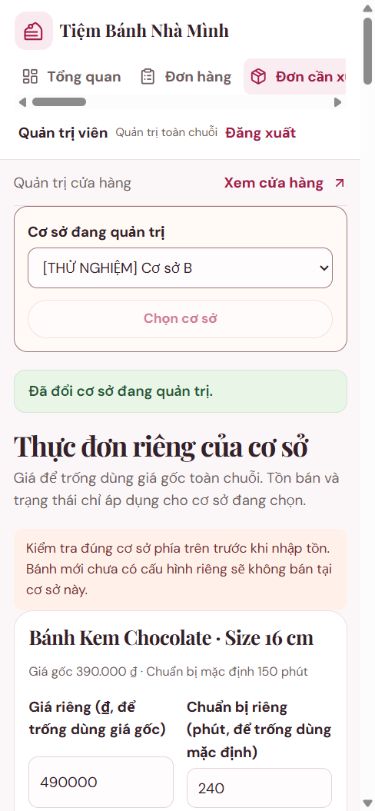 Tiệm Bánh Nhà Mình
Tổng quan Đơn hàng Đơn cần
Quản trị viên Quản trị toàn chuỗi Đăng xuất
Quản trị cửa hàng Xem cửa hàng
Cơ sở đang quản trị
[THỬ NGHIỆM] Cơ sở B
Chọn cơ sở
Đã đổi cơ sở đang quản trị.
Thực đơn riêng của cơ sở
Giá để trống dùng giá gốc toàn chuỗi. Tồn bán và
trạng thái chỉ áp dụng cho cơ sở đang chọn.
Kiểm tra đúng cơ sở phía trên trước khi nhập tồn.
Bánh mới chưa có cấu hình riêng sẽ không bán tại
cơ sở này.
Bánh Kem Chocolate · Size 16 cm
Giá gốc 390.000 ₫ · Chuẩn bị mặc định 150 phút
Giá riêng (₫, để
trống dùng giá gốc)
Chuẩn bị riêng
(phút, để trống dùng
mặc định)
490000
240